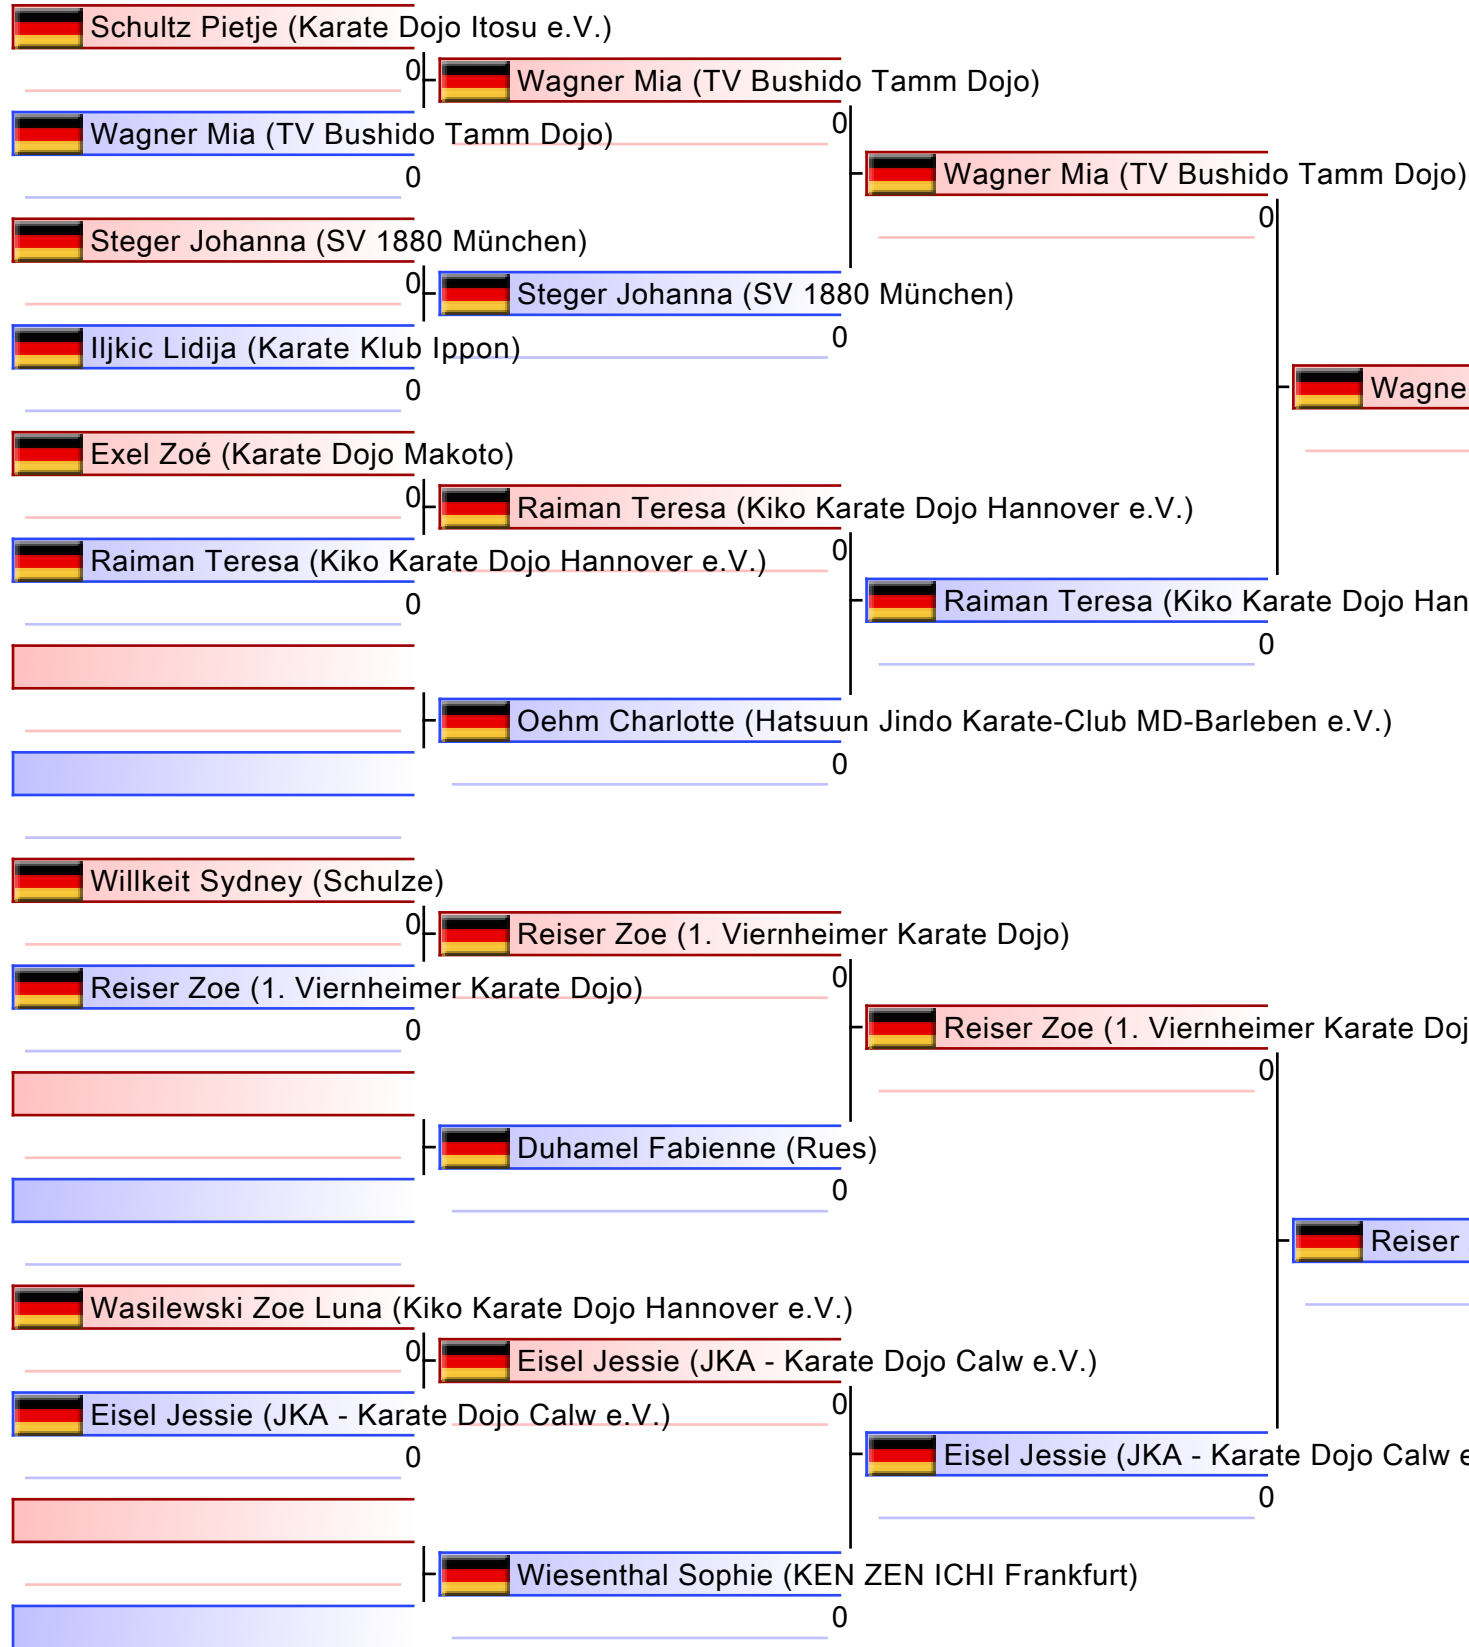 Schultz Pietje (Karate Dojo Itosu e.V.)
0
Wagner Mia (TV Bushido Tamm Dojo)
0
Wagner Mia (TV Bushido Tamm Dojo)
0
Wagner Mia (TV Bushido Tamm Dojo)
0
Steger Johanna (SV 1880 München)
0
Steger Johanna (SV 1880 München)
0
Iljkic Lidija (Karate Klub Ippon)
0
Wagne
Exel Zoé (Karate Dojo Makoto)
0
Raiman Teresa (Kiko Karate Dojo Hannover e.V.)
0
Raiman Teresa (Kiko Karate Dojo Hannover e.V.)
0
Raiman Teresa (Kiko Karate Dojo Han
0
Oehm Charlotte (Hatsuun Jindo Karate-Club MD-Barleben e.V.)
0
Willkeit Sydney (Schulze)
0
Reiser Zoe (1. Viernheimer Karate Dojo)
0
Reiser Zoe (1. Viernheimer Karate Dojo)
0
Reiser Zoe (1. Viernheimer Karate Doj
0
Duhamel Fabienne (Rues)
0
Reiser
Wasilewski Zoe Luna (Kiko Karate Dojo Hannover e.V.)
0
Eisel Jessie (JKA - Karate Dojo Calw e.V.)
0
Eisel Jessie (JKA - Karate Dojo Calw e.V.)
0
Eisel Jessie (JKA - Karate Dojo Calw e
0
Wiesenthal Sophie (KEN ZEN ICHI Frankfurt)
0